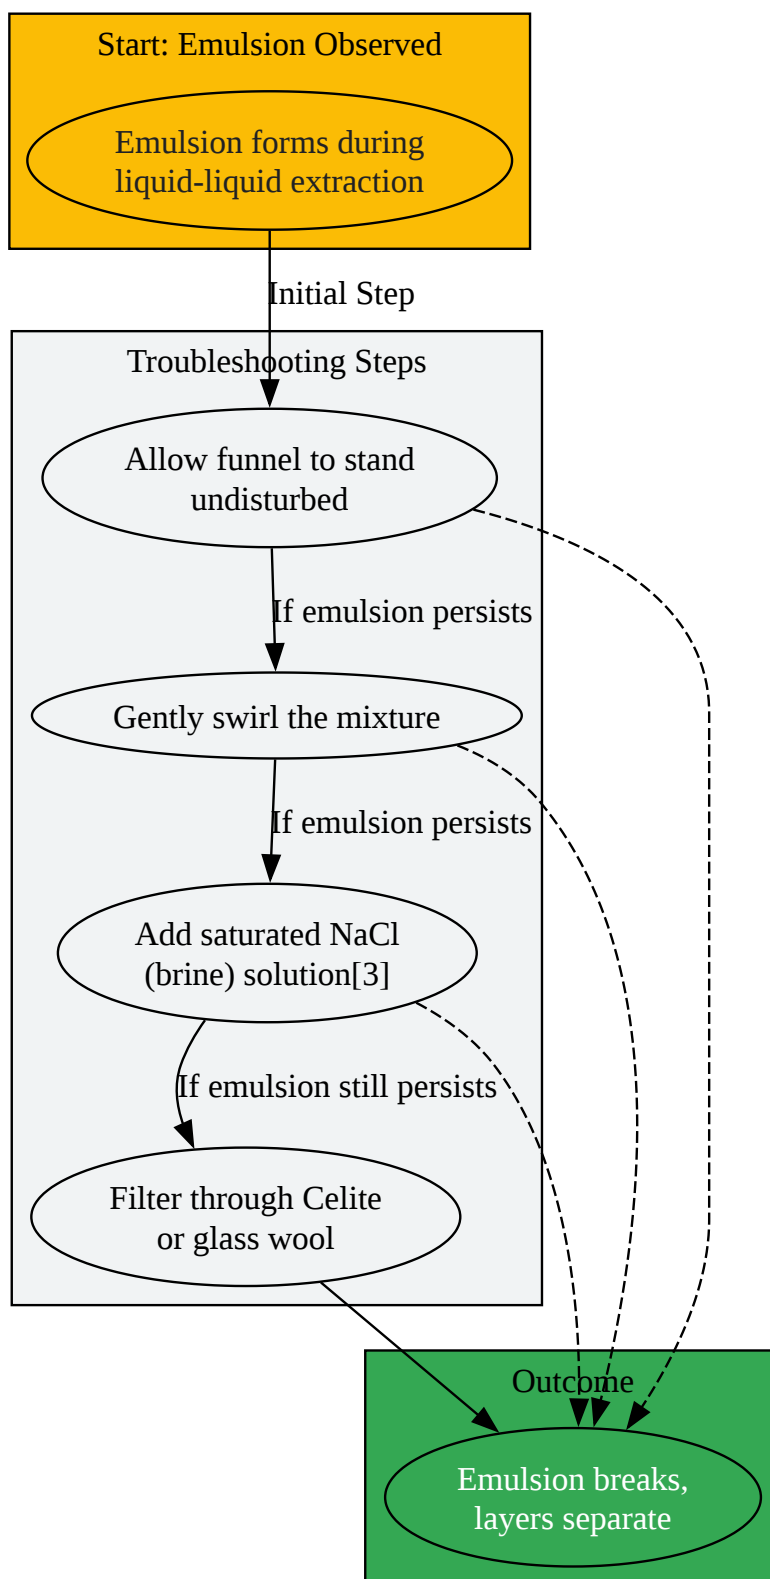 Start: Emulsion Observed
Emulsion forms during
liquid-liquid extraction
Initial Step
Troubleshooting Steps
Allow funnel to stand
undisturbed
If emulsion persists
Gently swirl the mixture
If emulsion persists
Add saturated NaCl
(brine) solution[3]
If emulsion still persists
Filter through Celite
or glass wool
Outcome
Emulsion breaks,
layers separate